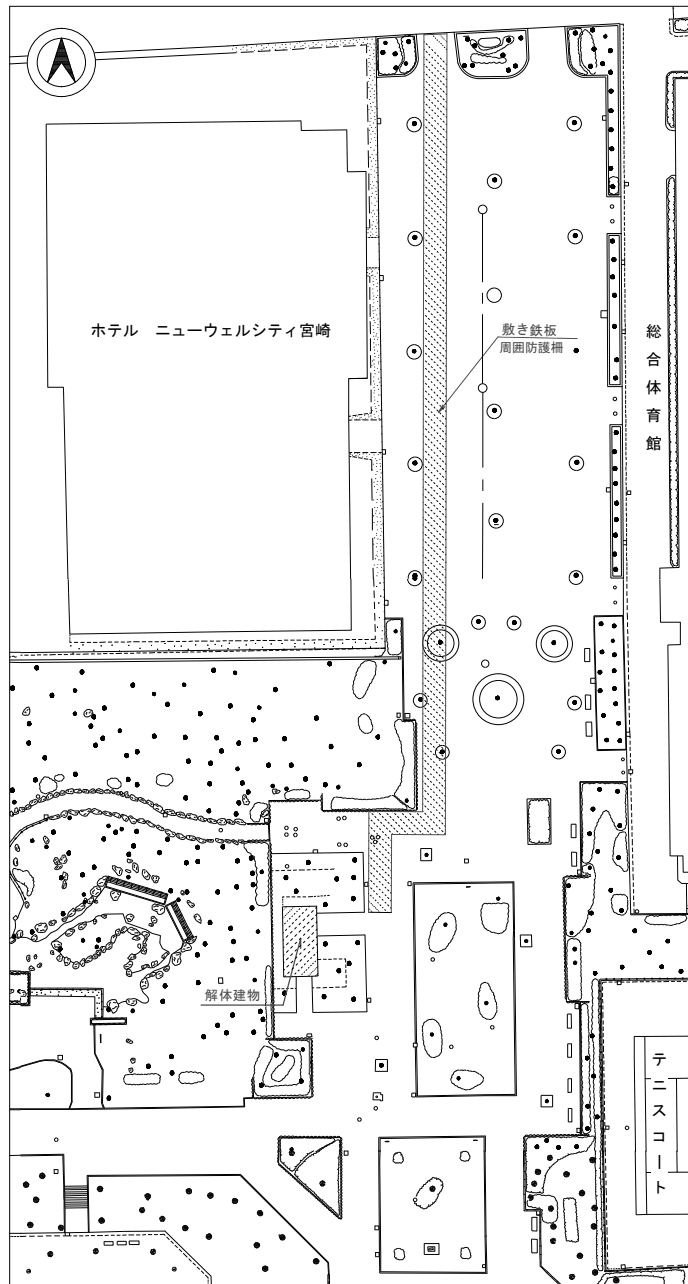 ホテル　ニューウェルシティ宮崎
敷き鉄板
周囲防護柵
総合体育館
解体建物
テニスコート